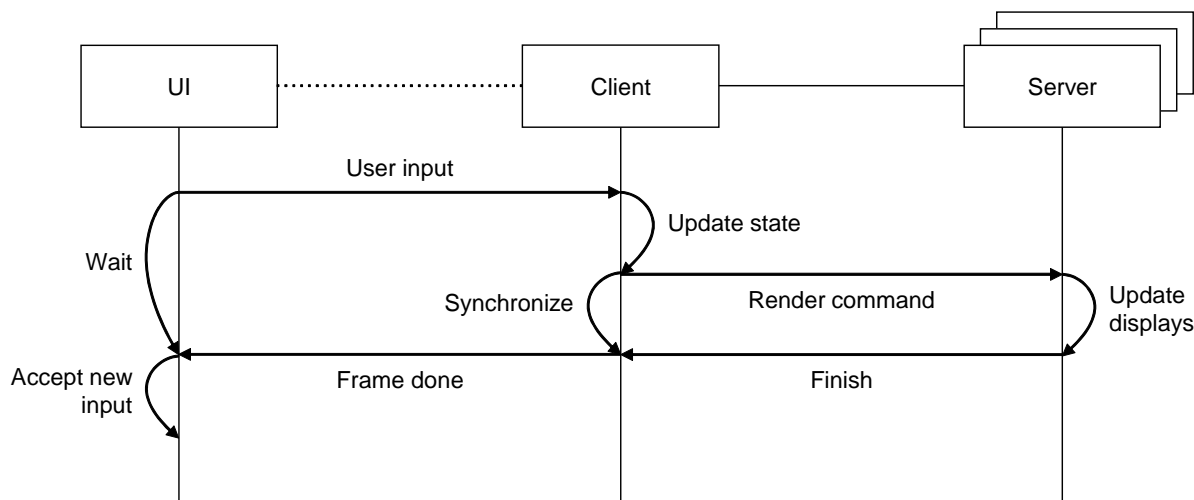 UI
Client
Server
User input
Update state
Wait
Synchronize
Render command
Update
displays
Accept new
input
Frame done
Finish